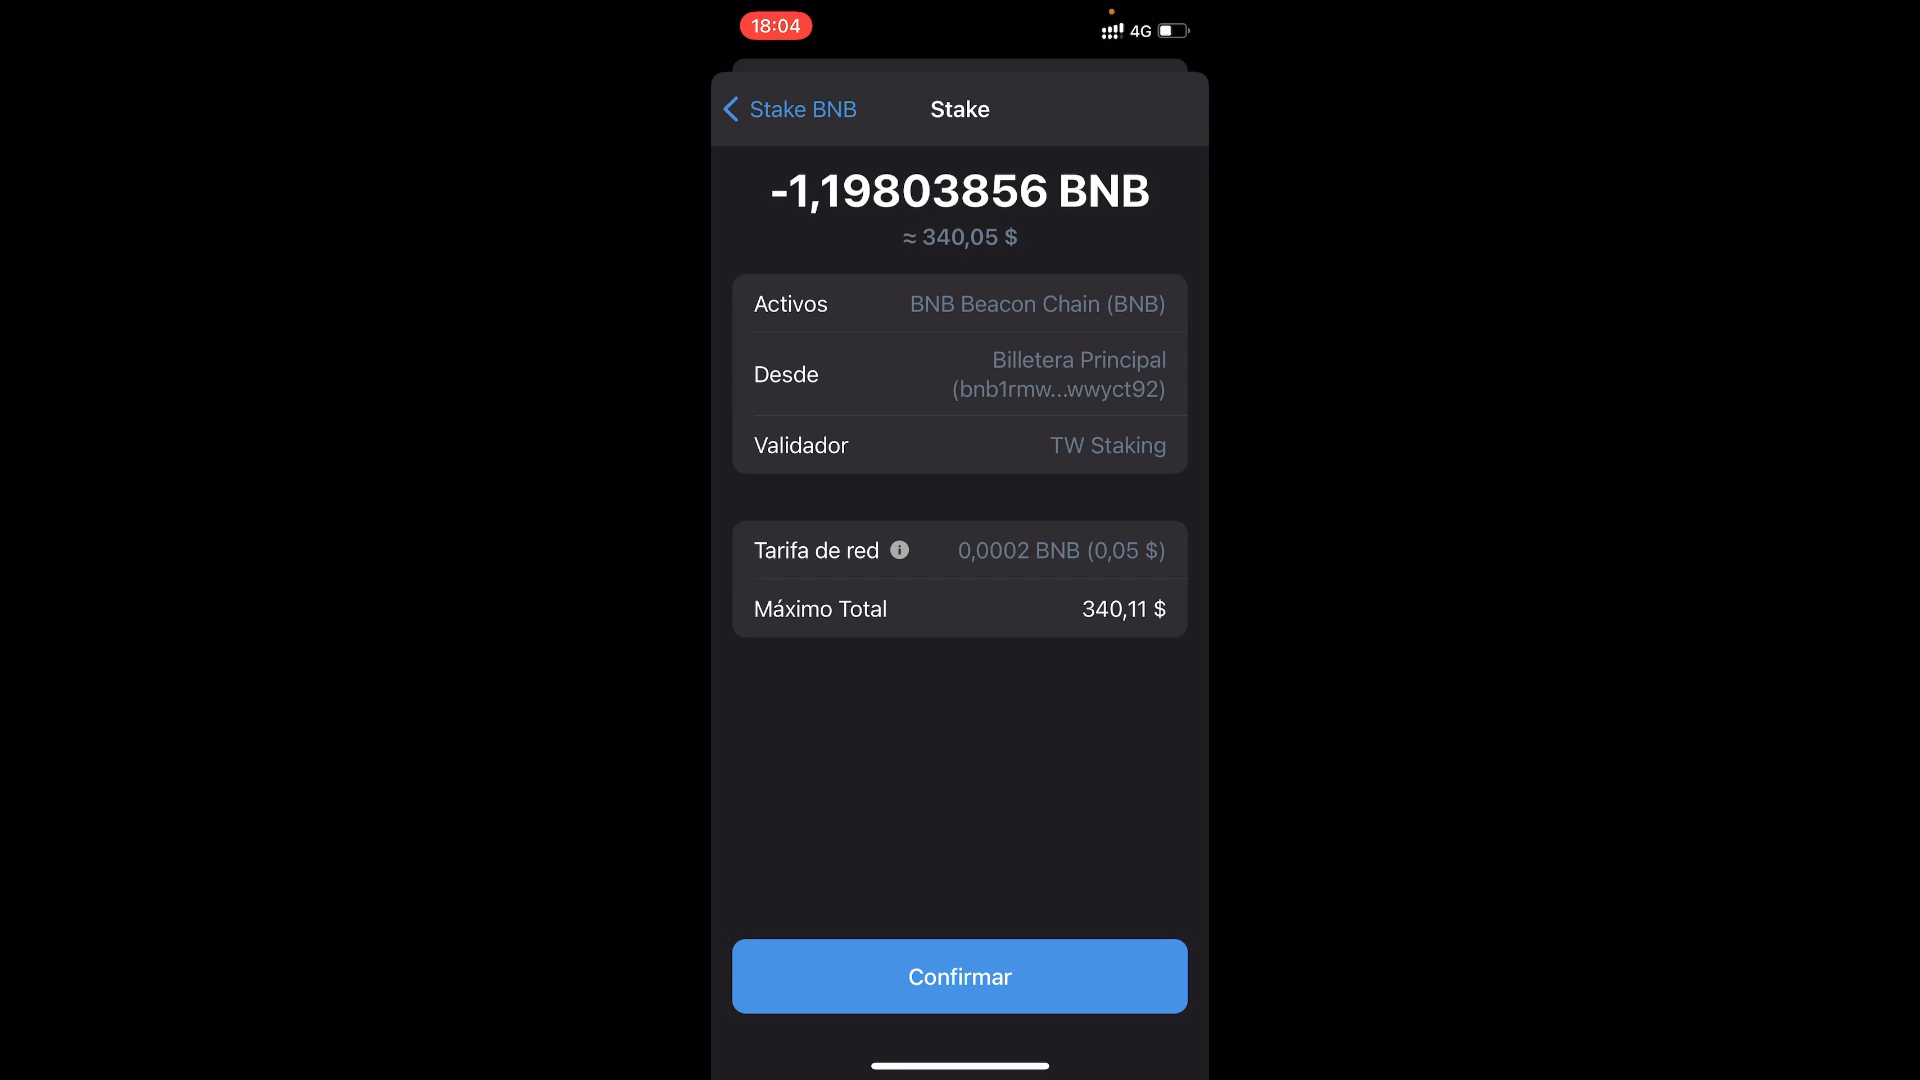 18:04
4G
Stake BNB
Stake
-1,19803856 BNB
≈ 340,05 $
Activos
BNB Beacon Chain (BNB)
Desde
Billetera Principal
(bnb1rmw...wwyct92)
Validador
TW Staking
Tarifa de red
0,0002 BNB (0,05 $)
Máximo Total
340,11 $
Confirmar